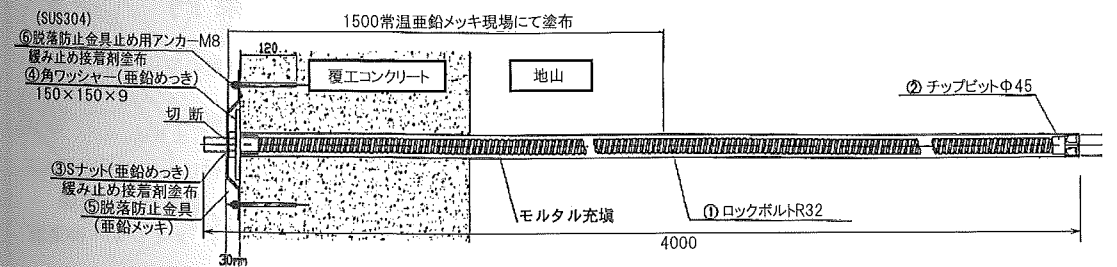 (SUS304)
⑥脱落防止金具止め用アンカーM8
緩み止め接着剤塗布
④角ワッシャー(亜鉛めっき)
150×150×9
切断
③Sナット(亜鉛めっき)
緩み止め接着剤塗布
⑤脱落防止金具
(亜鉛メッキ)
30mm
1500常温亜鉛メッキ現場にて塗布
120
覆工コンクリート
地山
②チップビットΦ45
モルタル充填
①ロックボルトR32
4000